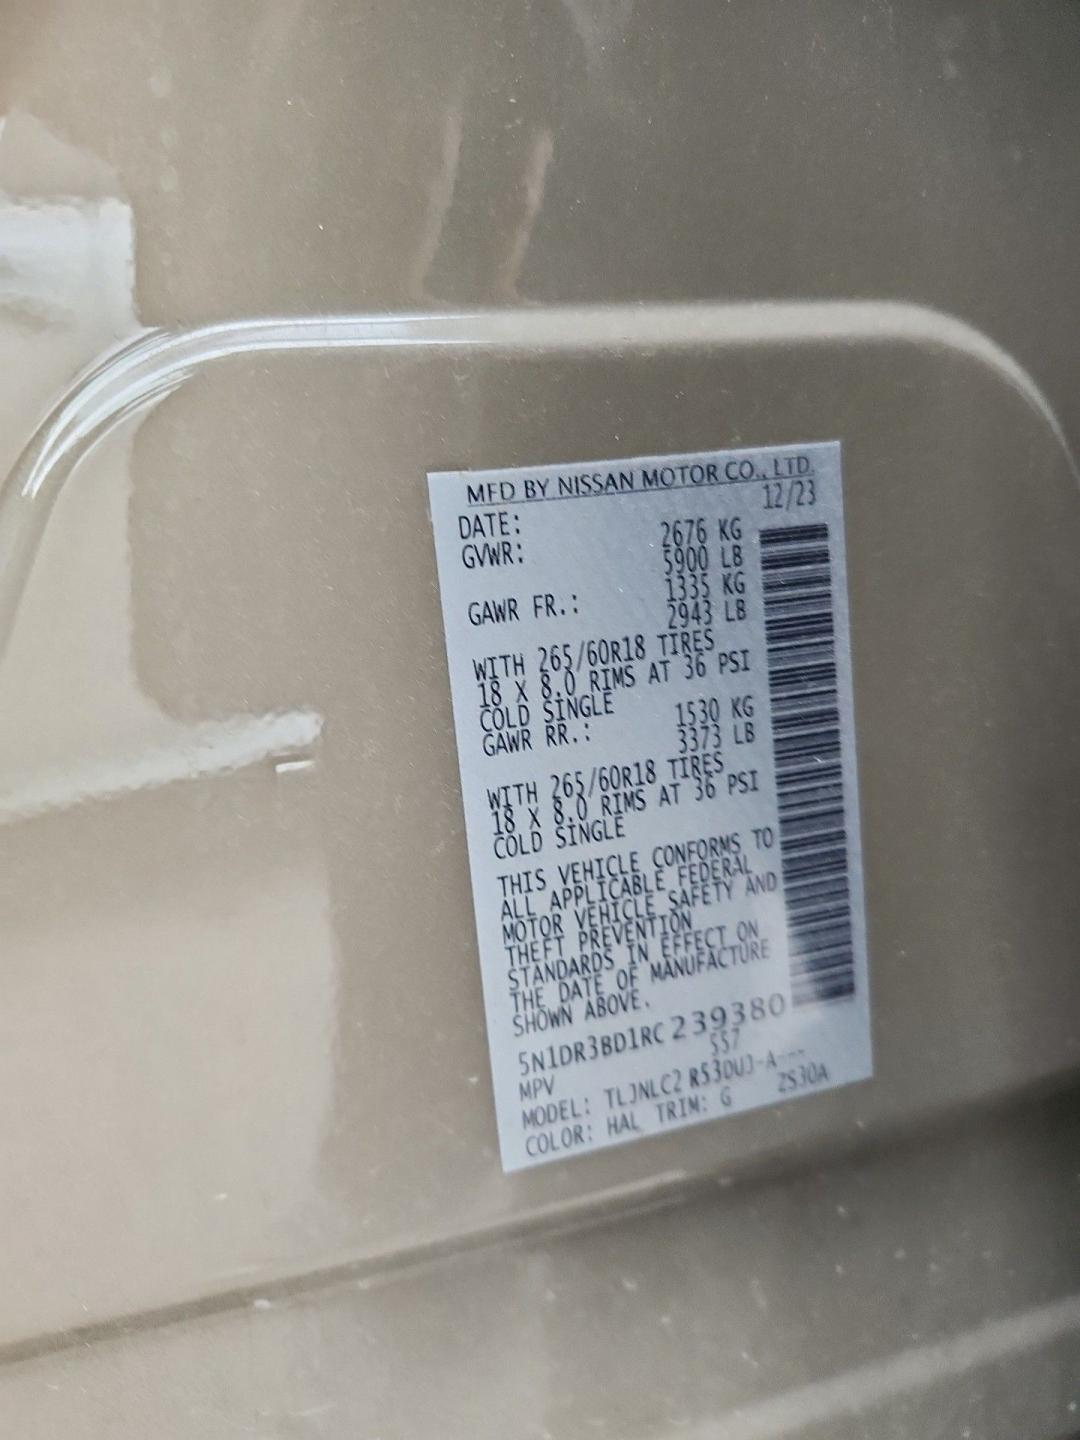 MFD BY NISSAN MOTOR CO., LTD.
DATE: 12/23
GVWR: 2676 KG
5900 LB
GAWR FR.: 1335 KG
2943 LB
WITH 265/60R18 TIRES
18 X 8.0 RIMS AT 36 PSI
COLD SINGLE
GAWR RR.: 1530 KG
3373 LB
WITH 265/60R18 TIRES
18 X 8.0 RIMS AT 36 PSI
COLD SINGLE
THIS VEHICLE CONFORMS TO
ALL APPLICABLE FEDERAL
MOTOR VEHICLE SAFETY AND
THEFT PREVENTION
STANDARDS IN EFFECT ON
THE DATE OF MANUFACTURE
SHOWN ABOVE.
5N1DR3BD1RC239380
MPV 557
MODEL: TLJNLC2 R53DUJ-A---
COLOR: HAL TRIM: G ZS30A